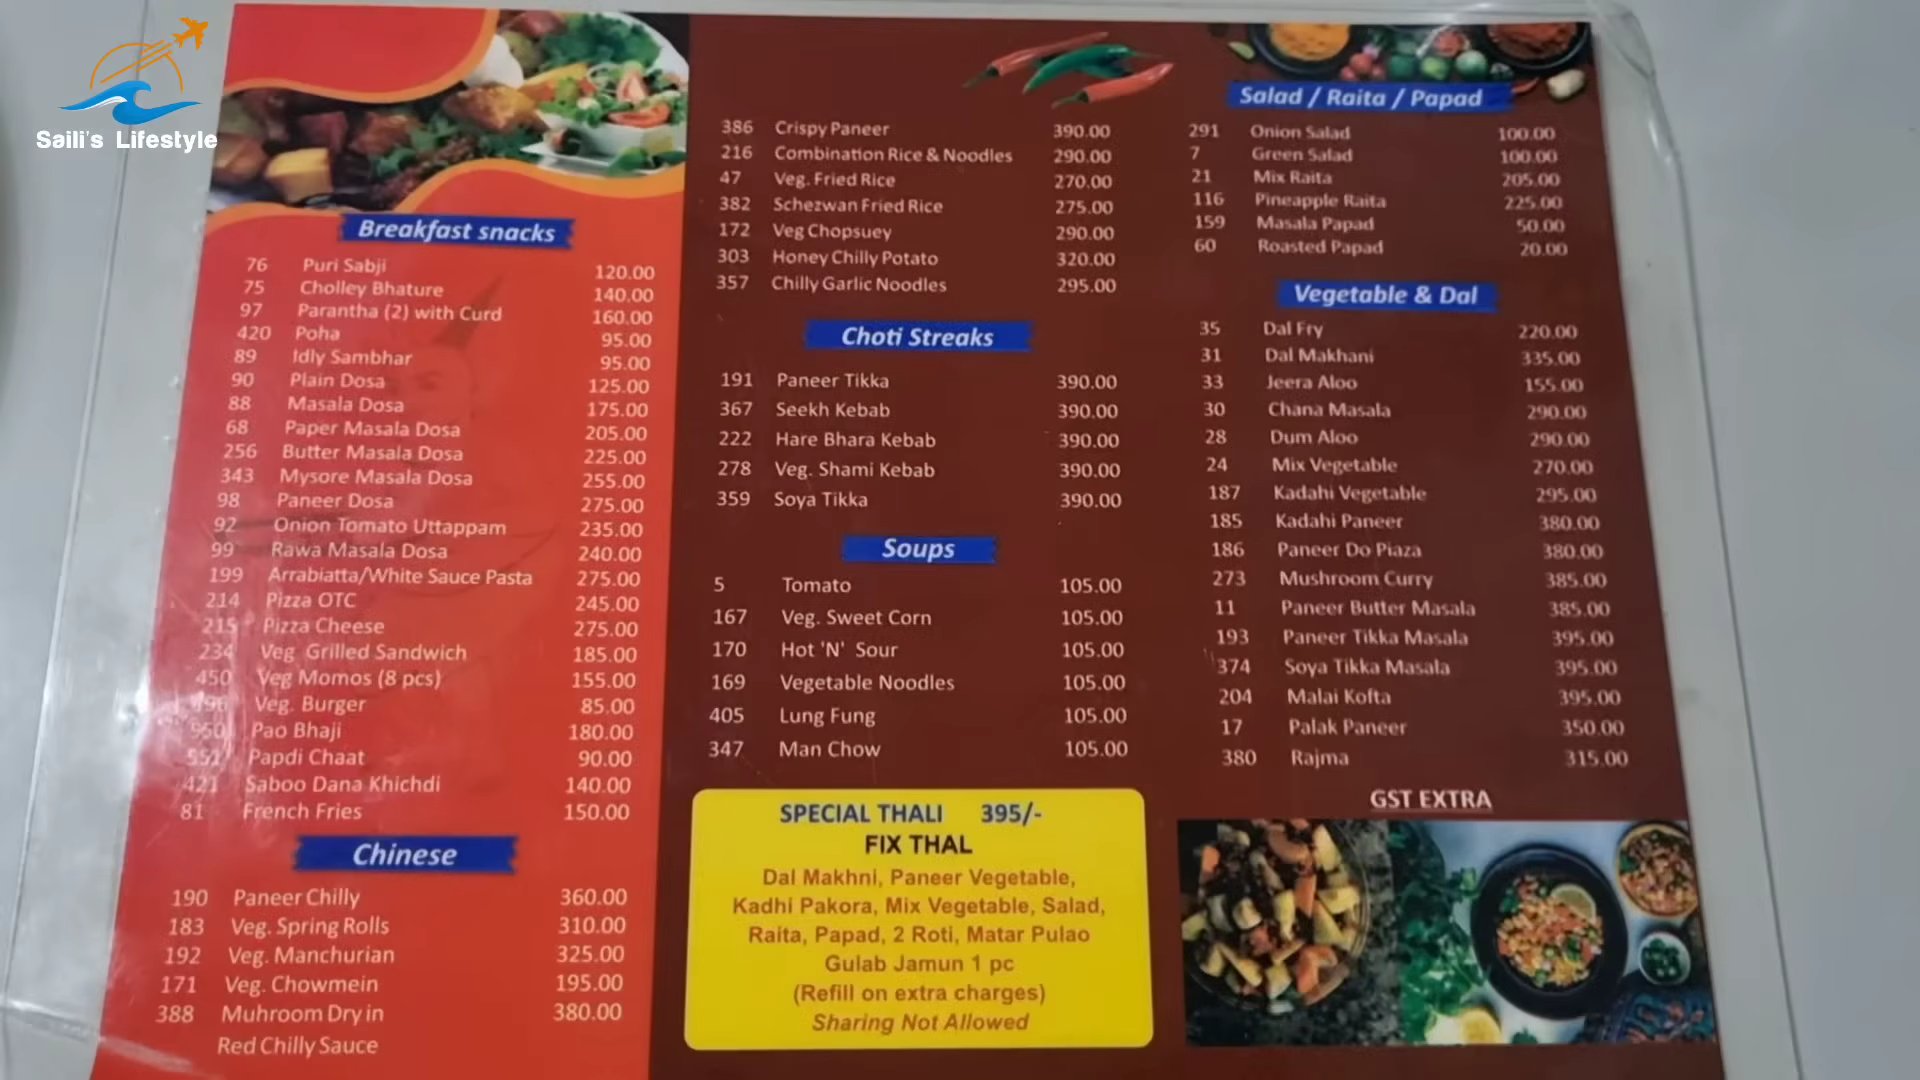 Saili's Lifestyle
Breakfast snacks
76 Puri Sabji 120.00
75 Cholley Bhature 140.00
97 Parantha (2) with Curd 160.00
420 Poha 95.00
89 Idly Sambhar 95.00
90 Plain Dosa 125.00
88 Masala Dosa 175.00
68 Paper Masala Dosa 205.00
256 Butter Masala Dosa 225.00
343 Mysore Masala Dosa 255.00
98 Paneer Dosa 275.00
92 Onion Tomato Uttappam 235.00
99 Rawa Masala Dosa 240.00
199 Arrabiatta/White Sauce Pasta 275.00
214 Pizza OTC 245.00
215 Pizza Cheese 275.00
234 Veg Grilled Sandwich 185.00
450 Veg Momos (8 pcs) 155.00
Veg. Burger 85.00
Pao Bhaji 180.00
551 Papdi Chaat 90.00
421 Saboo Dana Khichdi 140.00
81 French Fries 150.00
Chinese
190 Paneer Chilly 360.00
183 Veg. Spring Rolls 310.00
192 Veg. Manchurian 325.00
171 Veg. Chowmein 195.00
388 Muhroom Dry in 380.00
Red Chilly Sauce
386 Crispy Paneer 390.00
216 Combination Rice & Noodles 290.00
47 Veg. Fried Rice 270.00
382 Schezwan Fried Rice 275.00
172 Veg Chopsuey 290.00
303 Honey Chilly Potato 320.00
357 Chilly Garlic Noodles 295.00
Choti Streaks
191 Paneer Tikka 390.00
367 Seekh Kebab 390.00
222 Hare Bhara Kebab 390.00
278 Veg. Shami Kebab 390.00
359 Soya Tikka 390.00
Soups
5 Tomato 105.00
167 Veg. Sweet Corn 105.00
170 Hot 'N' Sour 105.00
169 Vegetable Noodles 105.00
405 Lung Fung 105.00
347 Man Chow 105.00
SPECIAL THALI 395/-
FIX THAL
Dal Makhni, Paneer Vegetable,
Kadhi Pakora, Mix Vegetable, Salad,
Raita, Papad, 2 Roti, Matar Pulao
Gulab Jamun 1 pc
(Refill on extra charges)
Sharing Not Allowed
Salad / Raita / Papad
291 Onion Salad 100.00
7 Green Salad 100.00
21 Mix Raita 205.00
116 Pineapple Raita 225.00
159 Masala Papad 50.00
60 Roasted Papad 20.00
Vegetable & Dal
35 Dal Fry 220.00
31 Dal Makhani 335.00
33 Jeera Aloo 155.00
30 Chana Masala 290.00
28 Dum Aloo 290.00
24 Mix Vegetable 270.00
187 Kadahi Vegetable 295.00
185 Kadahi Paneer 380.00
186 Paneer Do Piaza 380.00
273 Mushroom Curry 385.00
11 Paneer Butter Masala 385.00
193 Paneer Tikka Masala 395.00
374 Soya Tikka Masala 395.00
204 Malai Kofta 395.00
17 Palak Paneer 350.00
380 Rajma 315.00
GST EXTRA